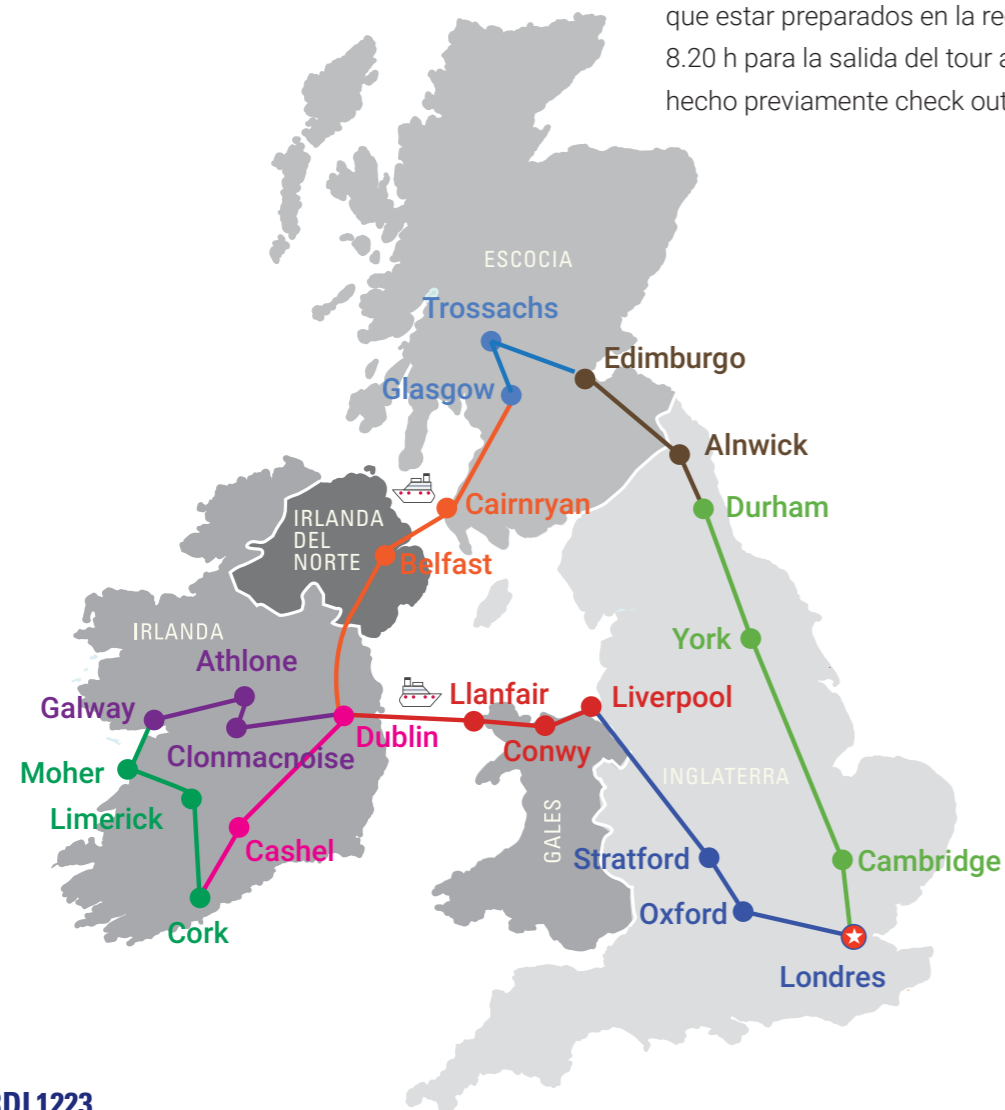 que estar preparados en la
8.20 h para la salida del tour
hecho previamente check out
ESCOCIA
Trossachs
Edimburgo
Glasgow
Alnwick
Cairnryan
Durham
IRLANDA
DEL
NORTE
Belfast
IRLANDA
York
Athlone
Galway
Llanfair
Liverpool
Dublin
Clonmacnoise
Conwy
Moher
INGLATERRA
Limerick
GALES
Cashel
Stratford
Cambridge
Oxford
Cork
Londres
1223